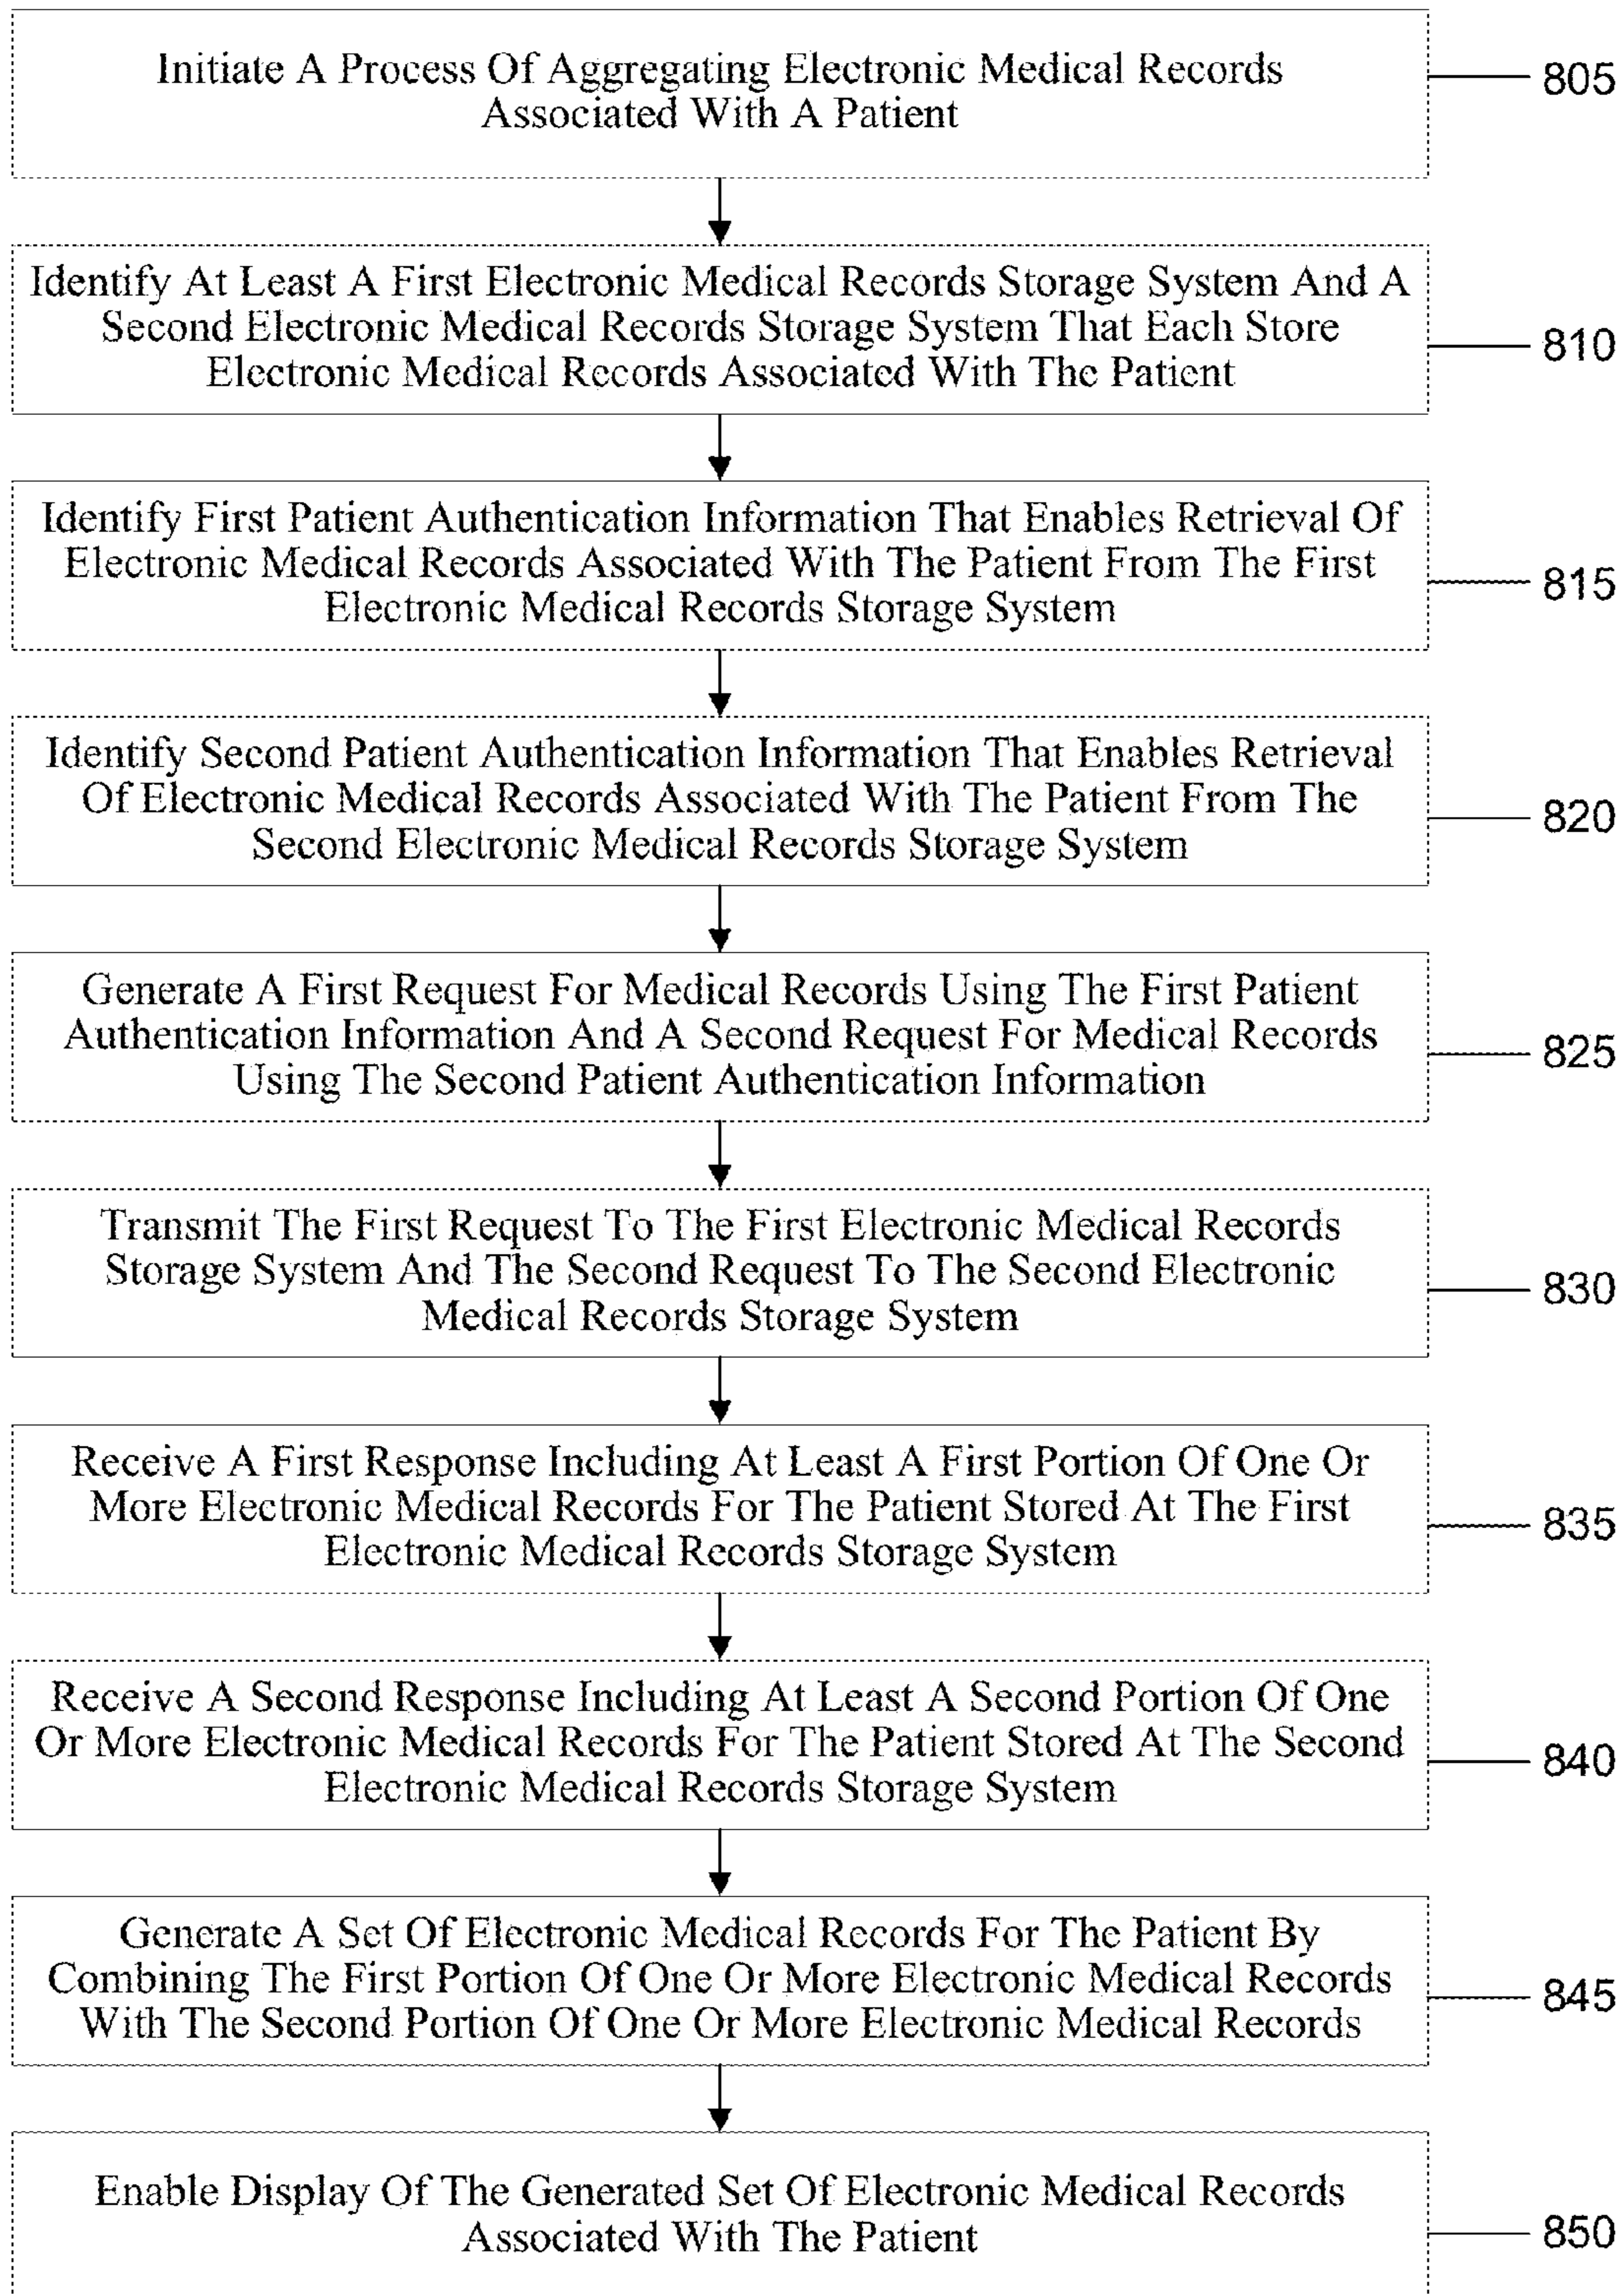 Initiate A Process Of Aggregating Electronic Medical Records
Associated With A Patient
805
Identify At Least A First Electronic Medical Records Storage System And A
Second Electronic Medical Records Storage System That Each Store
Electronic Medical Records Associated With The Patient
810
Identify First Patient Authentication Information That Enables Retrieval Of
Electronic Medical Records Associated With The Patient From The First
Electronic Medical Records Storage System
815
Identify Second Patient Authentication Information That Enables Retrieval
Of Electronic Medical Records Associated With The Patient From The
Second Electronic Medical Records Storage System
820
Generate A First Request For Medical Records Using The First Patient
Authentication Information And A Second Request For Medical Records
Using The Second Patient Authentication Information
825
Transmit The First Request To The First Electronic Medical Records
Storage System And The Second Request To The Second Electronic
Medical Records Storage System
830
Receive A First Response Including At Least A First Portion Of One Or
More Electronic Medical Records For The Patient Stored At The First
Electronic Medical Records Storage System
835
Receive A Second Response Including At Least A Second Portion Of One
Or More Electronic Medical Records For The Patient Stored At The Second
Electronic Medical Records Storage System
840
Generate A Set Of Electronic Medical Records For The Patient By
Combining The First Portion Of One Or More Electronic Medical Records
With The Second Portion Of One Or More Electronic Medical Records
845
Enable Display Of The Generated Set Of Electronic Medical Records
Associated With The Patient
850